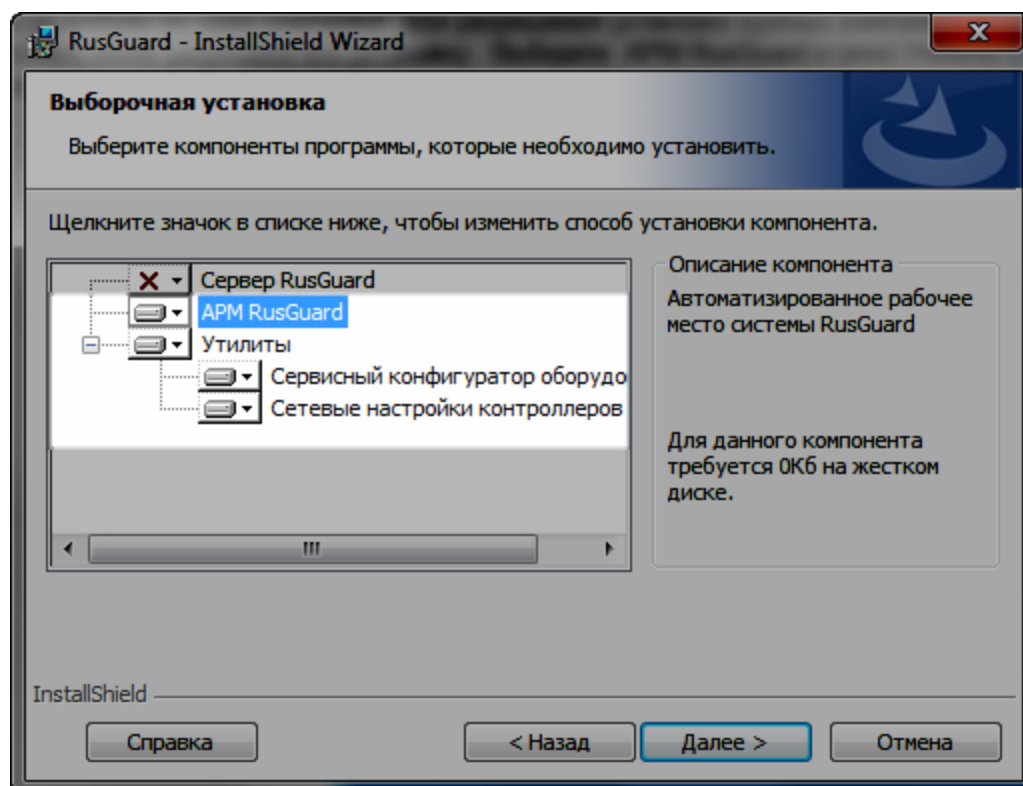 RusGuard - InstallShield Wizard
Выборочная установка
Выберите компоненты программы, которые необходимо установить.
Щелкните значок в списке ниже, чтобы изменить способ установки компонента.
Сервер RusGuard
АРМ RusGuard
Утилиты
Сервисный конфигуратор оборудо
Сетевые настройки контроллеров
Описание компонента
Автоматизированное рабочее
место системы RusGuard
Для данного компонента
требуется 0Кб на жестком
диске.
InstallShield
Справка
< Назад
Далее >
Отмена